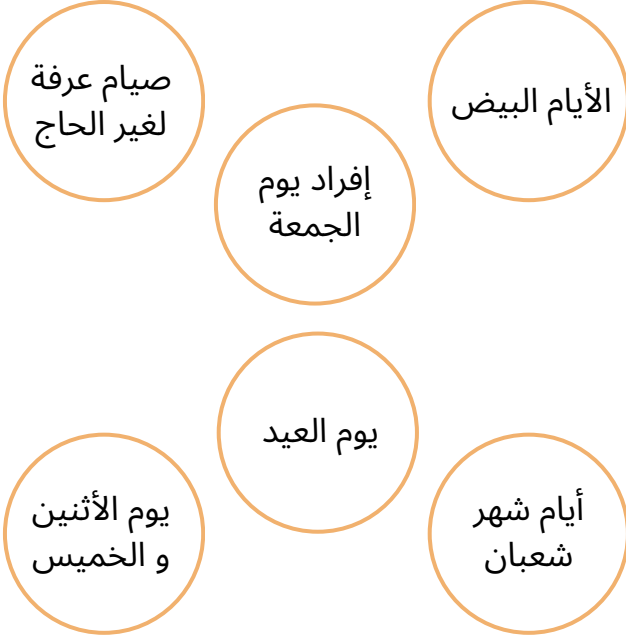 الأيام البيض
صيام عرفة
لغير الحاج
إفراد يوم
الجمعة
يوم العيد
أيام شهر
شعبان
يوم الأثنين
و الخميس